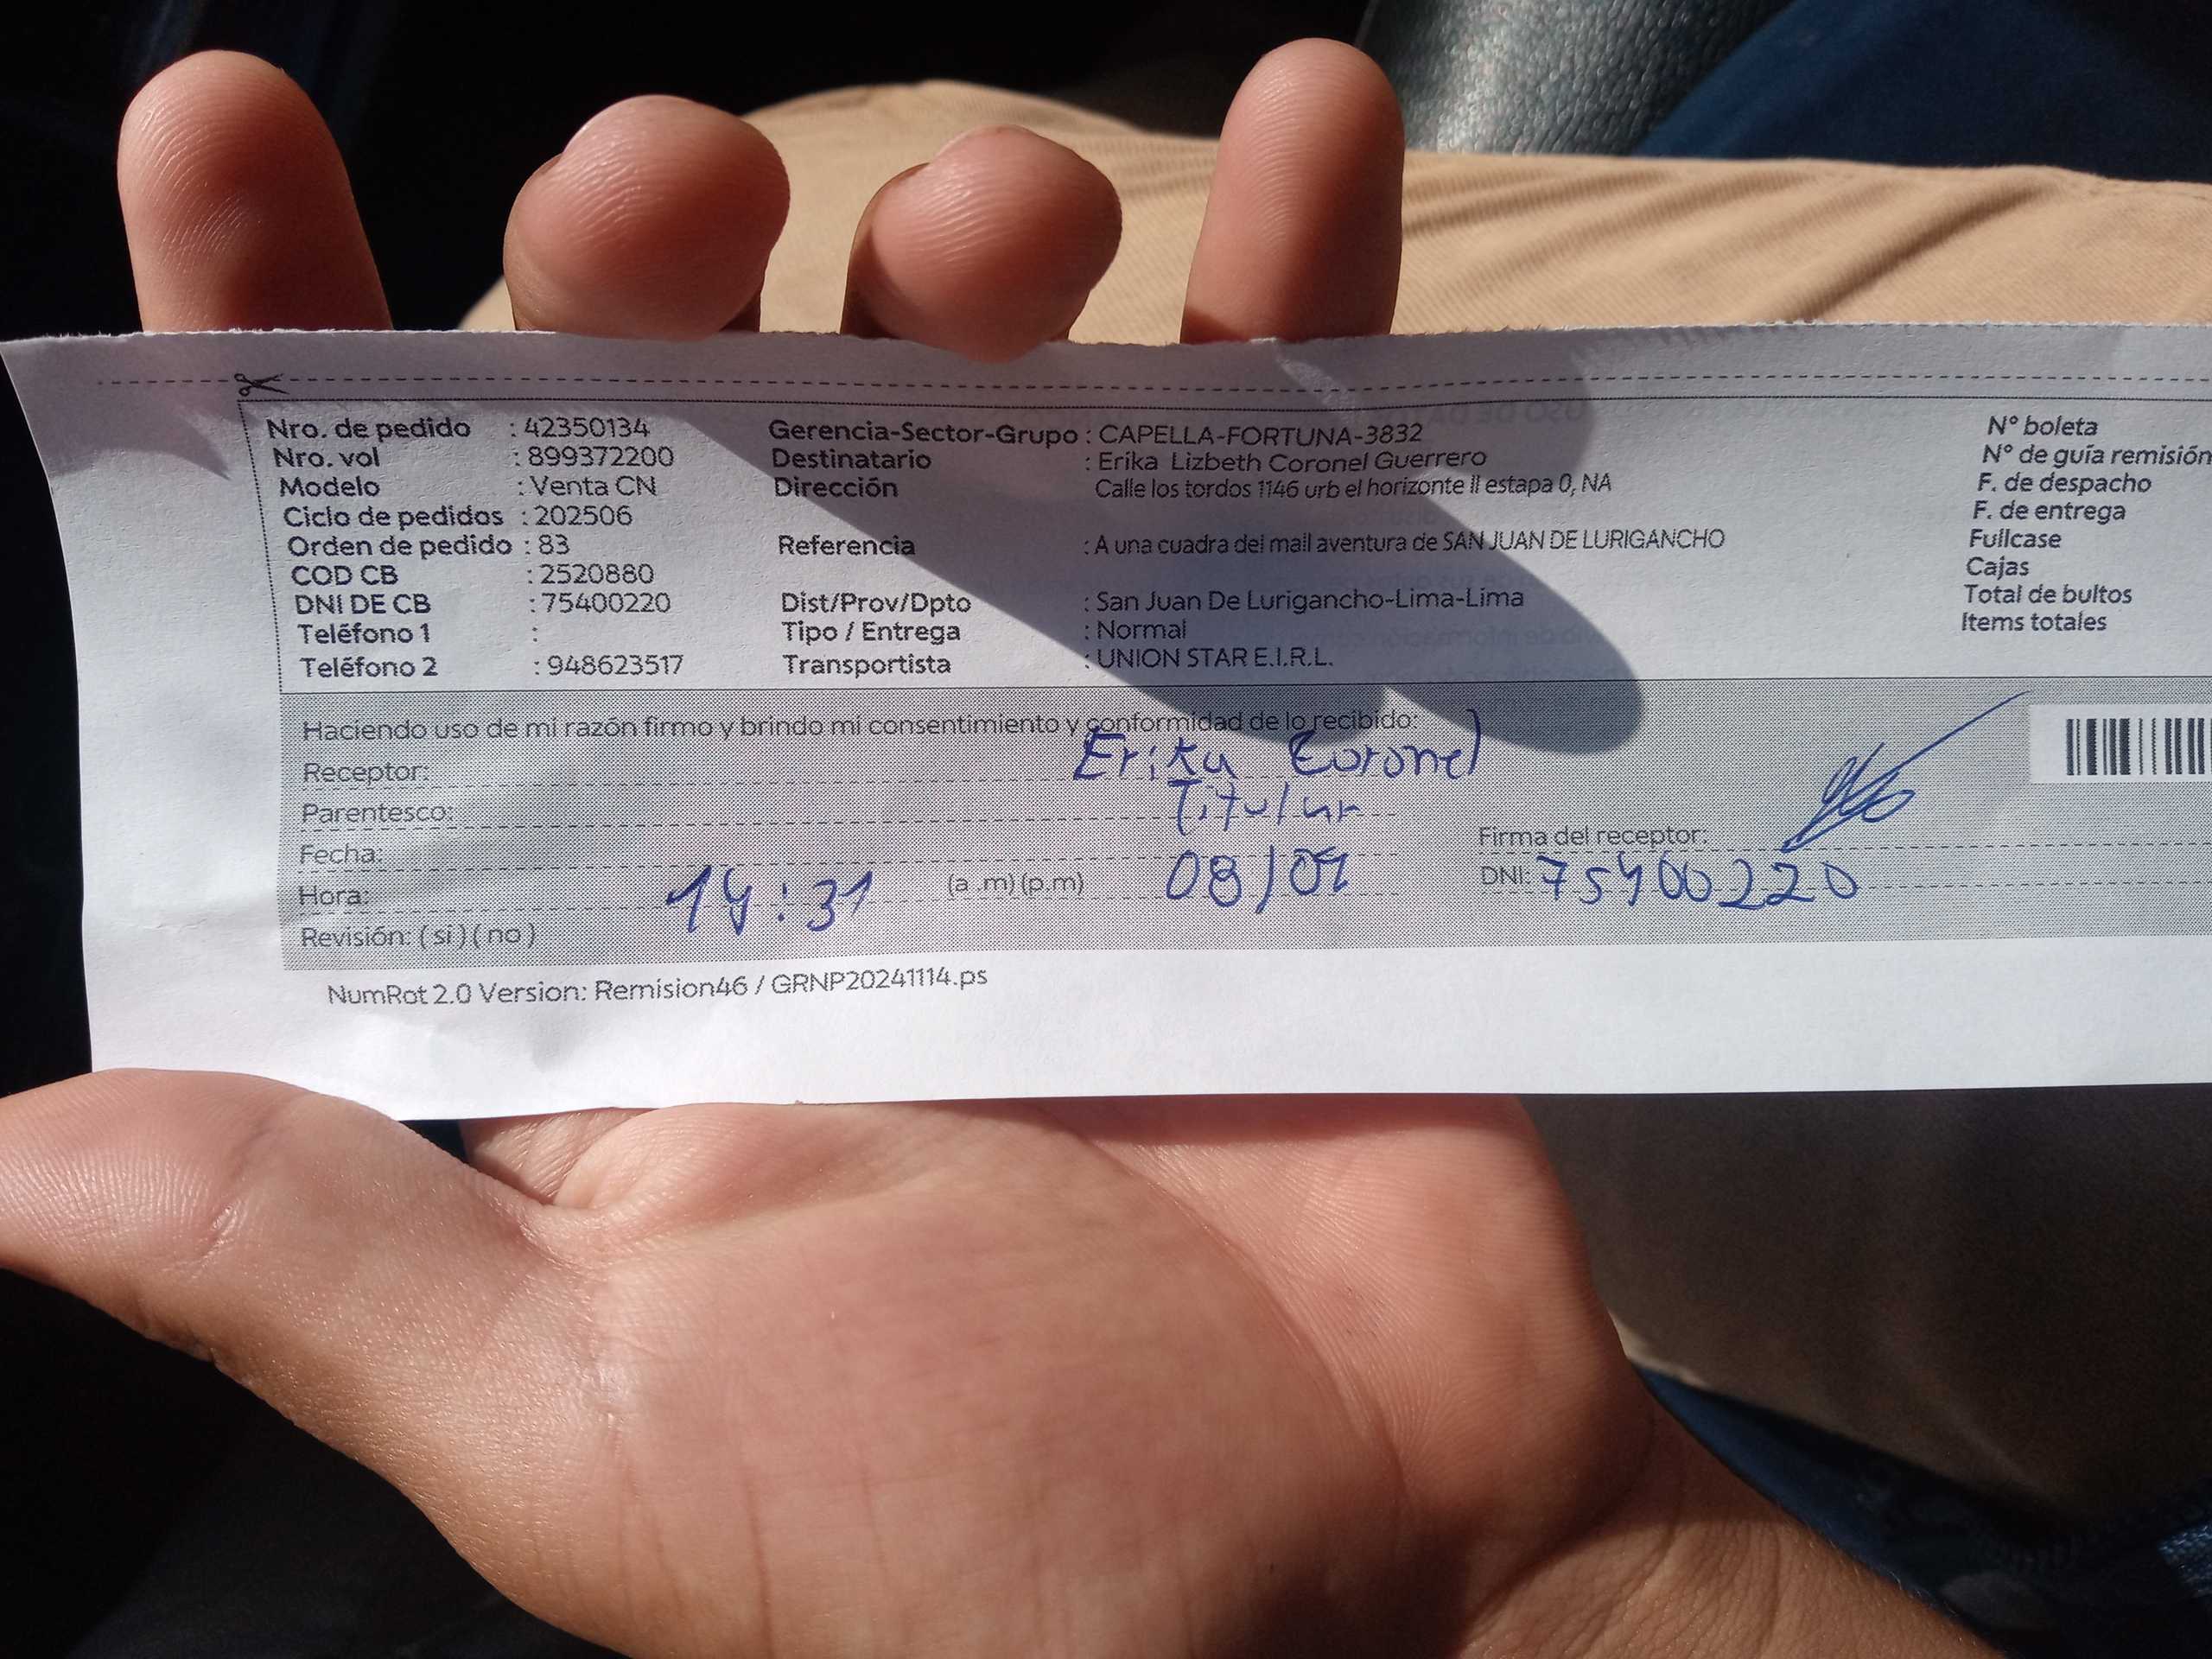 Nro. de pedido : 42350134 Gerencia-Sector-Grupo : CAPELLA-FORTUNA-3832 N° boleta
Nro. vol : 899372200 Destinatario : Erika Lizbeth Coronel Guerrero N° de guía remisión
Modelo : Venta CN Dirección Calle los tordos 1146 urb el horizonte II estapa 0, NA F. de despacho
Ciclo de pedidos : 202506 F. de entrega
Orden de pedido : 83 Referencia : A una cuadra del mall aventura de SAN JUAN DE LURIGANCHO Fullcase
COD CB : 2520880 Cajas
DNI DE CB : 75400220 Dist/Prov/Dpto : San Juan De Lurigancho-Lima-Lima Total de bultos
Teléfono 1 : Tipo / Entrega : Normal Items totales
Teléfono 2 : 948623517 Transportista : UNION STAR E.I.R.L.
Haciendo uso de mi razón firmo y brindo mi consentimiento y conformidad de lo recibido:
Receptor: Erika Coronel
Parentesco: Titular
Fecha: Firma del receptor:
Hora: 14:31 (a .m) (p.m) 08/04 DNI: 75400220
Revisión: ( si ) ( no )
NumRot 2.0 Version: Remision46 / GRNP20241114.ps